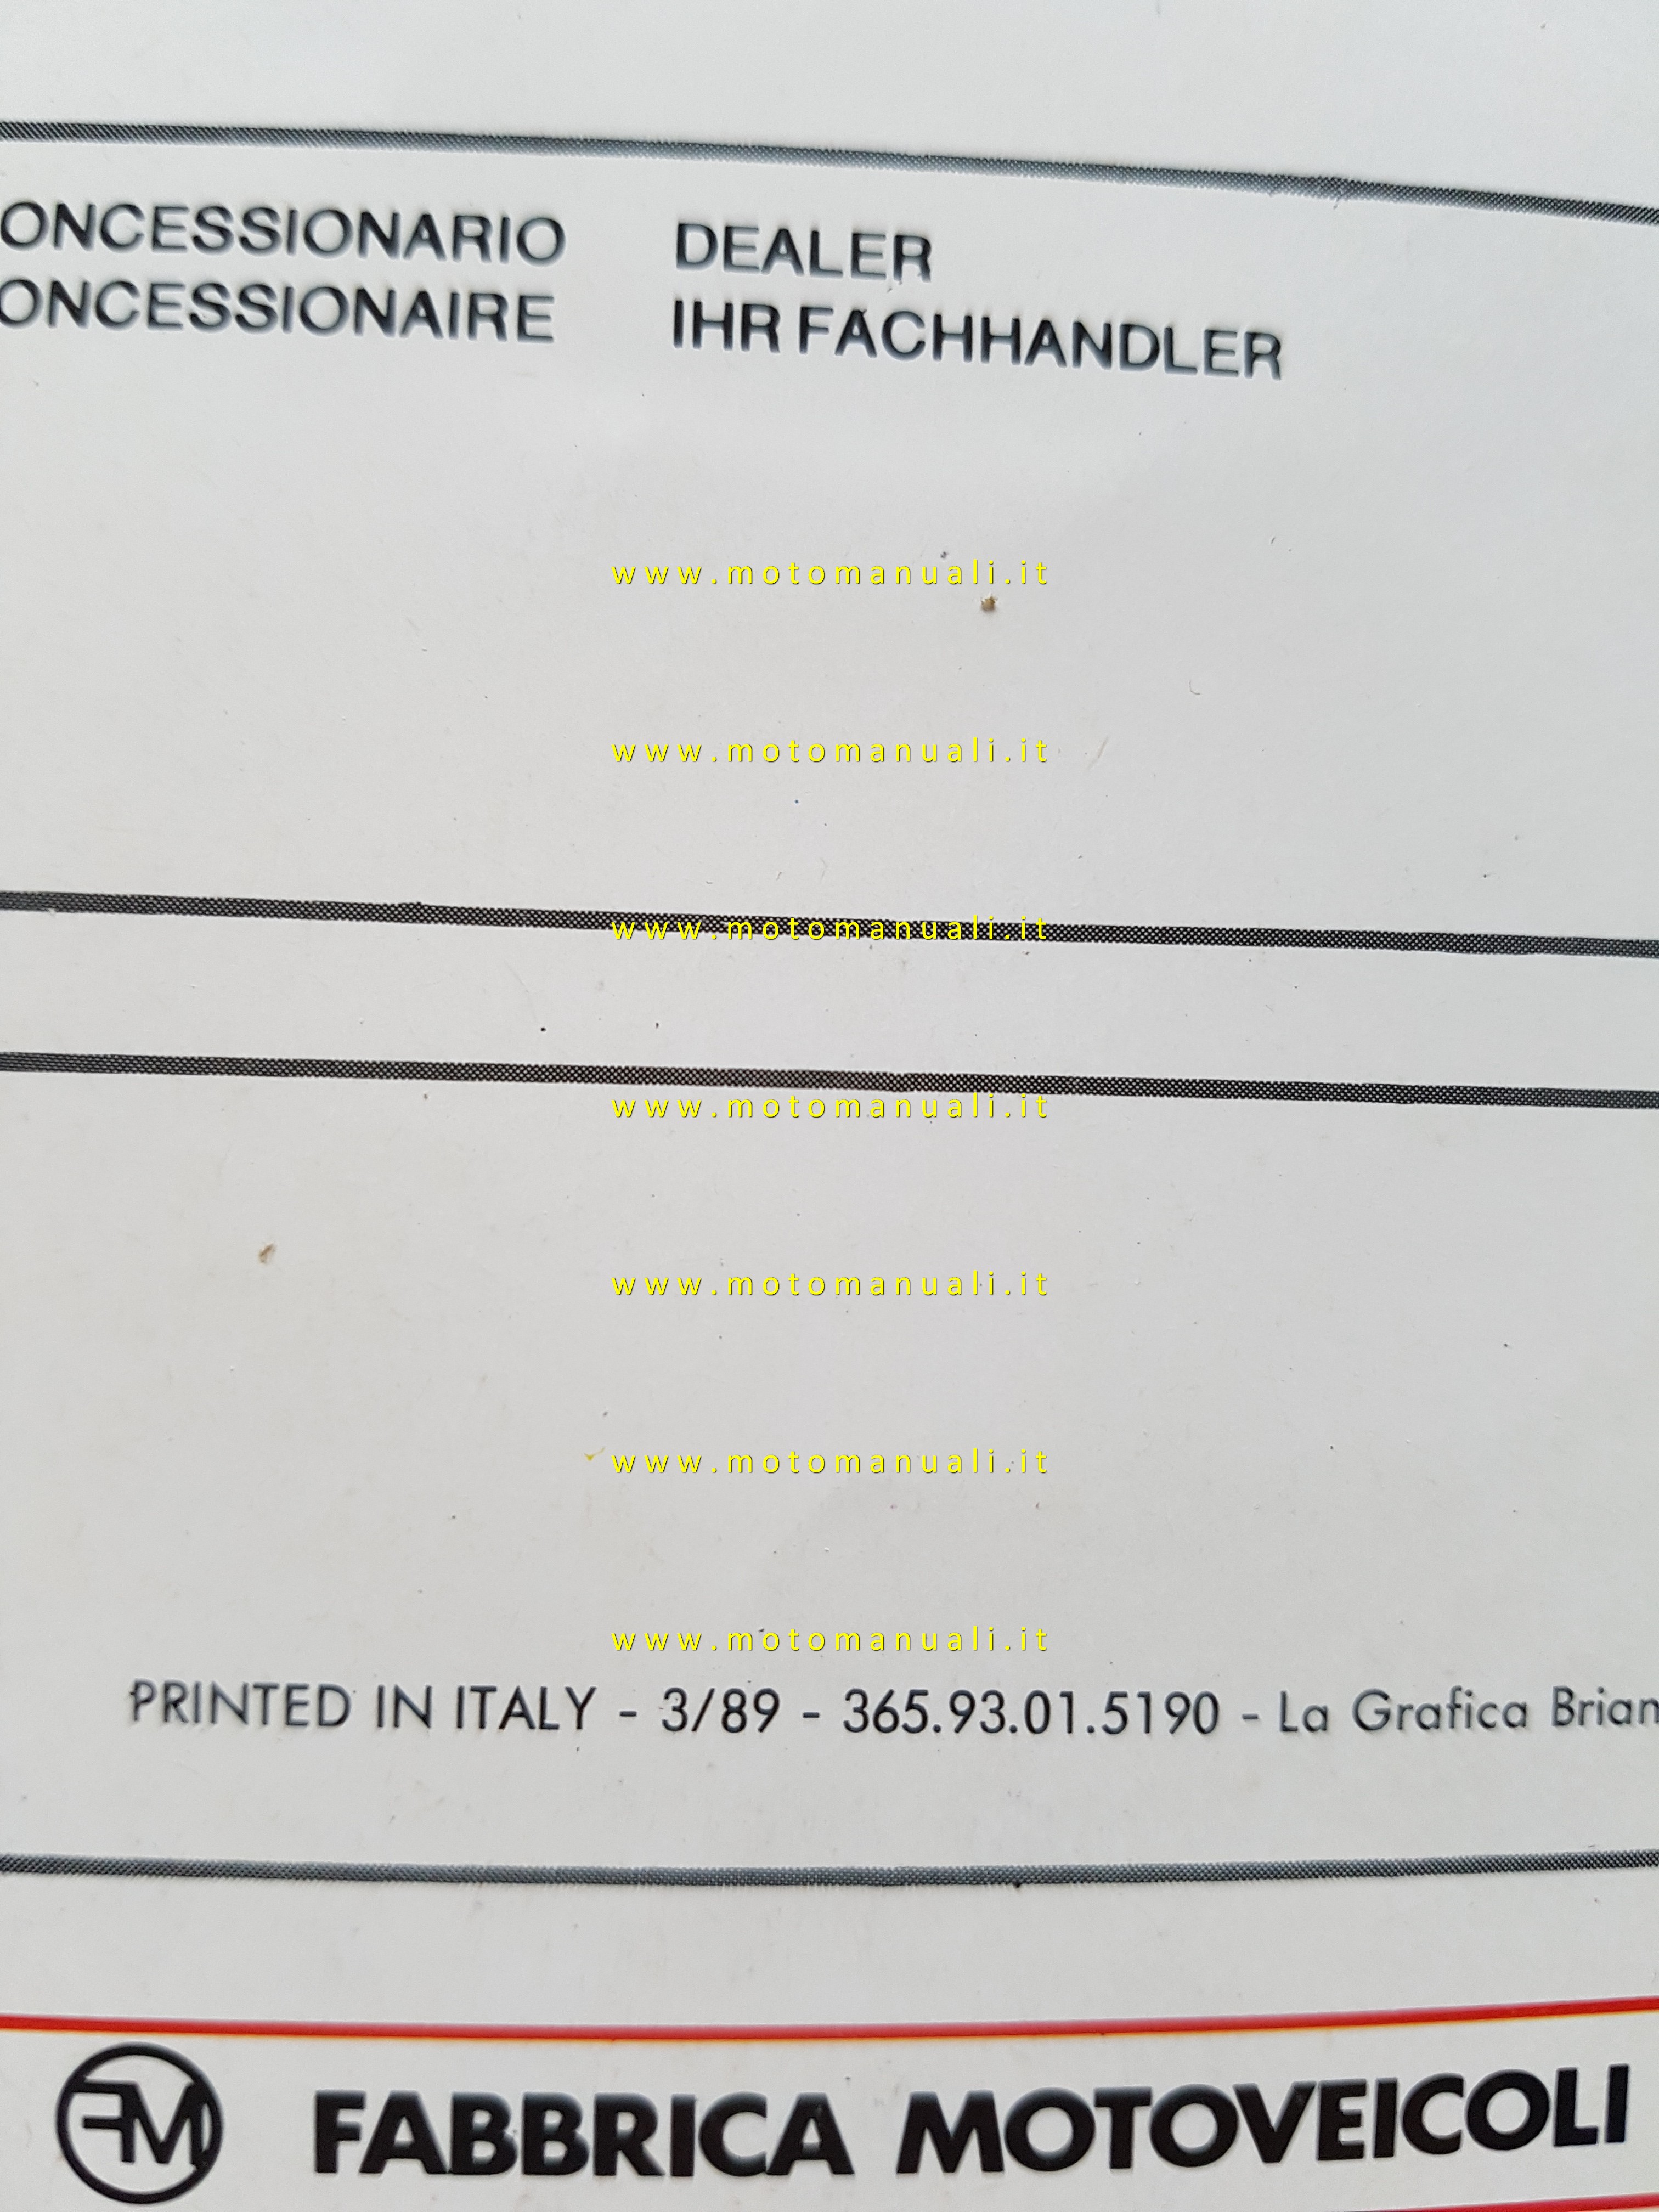 ONCESSIONARIO DEALER
ONCESSIONAIRE IHR FACHHANDLER
www.motomanuali.it
www.motomanuali.it
www.motomanuali.it
www.motomanuali.it
www.motomanuali.it
www.motomanuali.it
www.motomanuali.it
PRINTED IN ITALY - 3/89 - 365.93.01.5190 - La Grafica Brian
FM FABBRICA MOTOVEICOLI